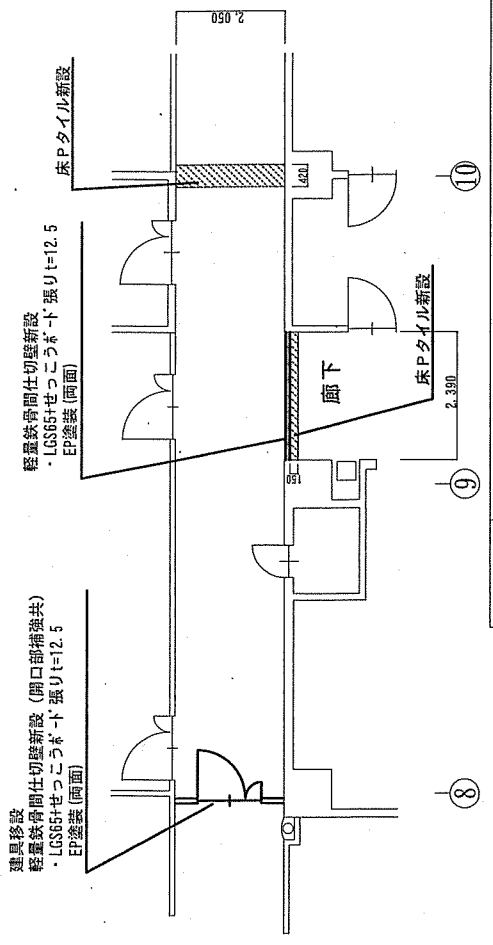 建具移設
軽量鉄骨間仕切壁新設（開口部補強共）
・LGS65+せっこうボード張りt=12.5
EP塗装（両面）
軽量鉄骨間仕切壁新設
・LGS65+せっこうボード張りt=12.5
EP塗装（両面）
床Pタイル新設
2,050
420
150
廊下
床Pタイル新設
2,390
⑧
⑨
⑩